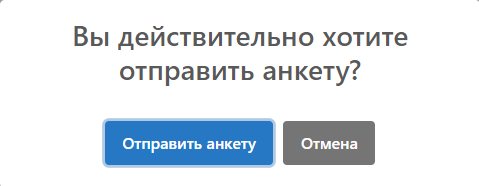 Вы действительно хотите
отправить анкету?
Отправить анкету
Отмена